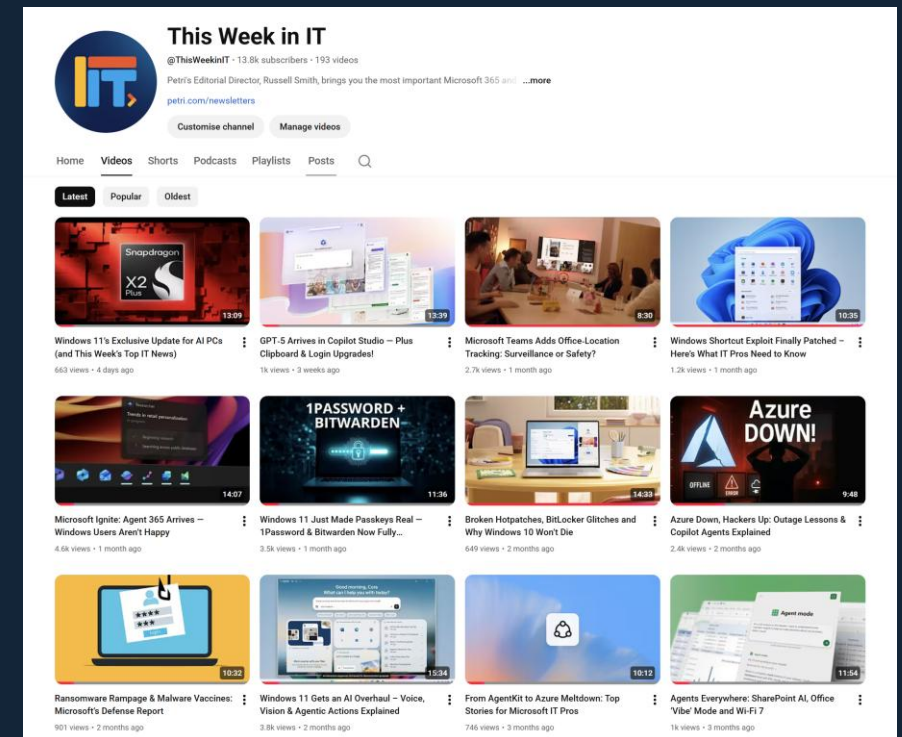 This Week in IT
@ThisWeekinIT · 13.8k subscribers · 193 videos
Petri's Editorial Director, Russell Smith, brings you the most important Microsoft 365 and ...more
petri.com/newsletters
Customise channel Manage videos
Home Videos Shorts Podcasts Playlists Posts
Latest Popular Oldest
Snapdragon
X2
Plus
13:09
13:39
8:30
10:35
Windows 11's Exclusive Update for AI PCs
(and This Week's Top IT News)
663 views • 4 days ago
GPT-5 Arrives in Copilot Studio — Plus
Clipboard & Login Upgrades!
1k views • 3 weeks ago
Microsoft Teams Adds Office-Location
Tracking: Surveillance or Safety?
2.7k views • 1 month ago
Windows Shortcut Exploit Finally Patched –
Here's What IT Pros Need to Know
1.2k views • 1 month ago
Trends in retail personalization
14:07
1PASSWORD +
BITWARDEN
11:36
14:33
Azure
DOWN!
OFFLINE
ERROR
9:48
Microsoft Ignite: Agent 365 Arrives —
Windows Users Aren't Happy
4.6k views • 1 month ago
Windows 11 Just Made Passkeys Real —
1Password & Bitwarden Now Fully...
3.5k views • 1 month ago
Broken Hotpatches, BitLocker Glitches and
Why Windows 10 Won't Die
649 views • 2 months ago
Azure Down, Hackers Up: Outage Lessons &
Copilot Agents Explained
2.4k views • 2 months ago
****
****
10:32
Good morning, Cora
What can I help you with today?
15:34
10:12
Agent mode
11:54
Ransomware Rampage & Malware Vaccines:
Microsoft's Defense Report
901 views • 2 months ago
Windows 11 Gets an AI Overhaul – Voice,
Vision & Agentic Actions Explained
3.8k views • 2 months ago
From AgentKit to Azure Meltdown: Top
Stories for Microsoft IT Pros
746 views • 3 months ago
Agents Everywhere: SharePoint AI, Office
'Vibe' Mode and Wi-Fi 7
1k views • 3 months ago